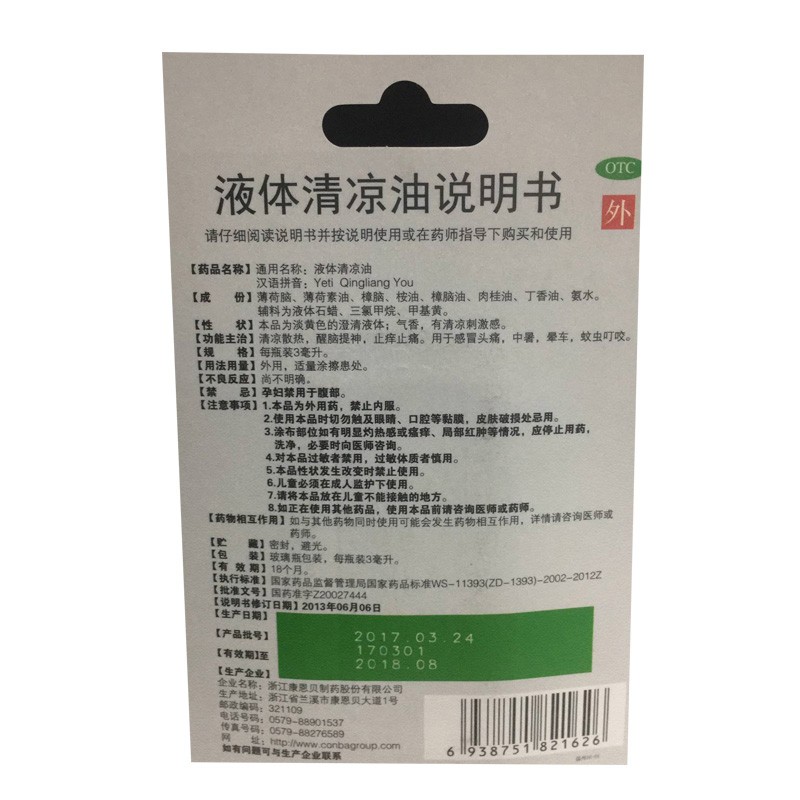 OTC
外
液体清凉油说明书
请仔细阅读说明书并按说明使用或在药师指导下购买和使用
【药品名称】通用名称：液体清凉油
汉语拼音：Yeti Qingliang You
【成 份】薄荷脑、薄荷素油、樟脑、桉油、樟脑油、肉桂油、丁香油、氨水。
辅料为液体石蜡、三氯甲烷、甲基黄。
【性 状】本品为淡黄色的澄清液体；气香，有清凉刺激感。
【功能主治】清凉散热，醒脑提神，止痒止痛。用于感冒头痛，中暑，晕车，蚊虫叮咬。
【规 格】每瓶装3毫升。
【用法用量】外用，适量涂擦患处。
【不良反应】尚不明确。
【禁 忌】孕妇禁用于腹部。
【注意事项】1.本品为外用药，禁止内服。
2.使用本品时切勿触及眼睛、口腔等黏膜，皮肤破损处忌用。
3.涂布部位如有明显灼热感或瘙痒、局部红肿等情况，应停止用药，
洗净，必要时向医师咨询。
4.对本品过敏者禁用，过敏体质者慎用。
5.本品性状发生改变时禁止使用。
6.儿童必须在成人监护下使用。
7.请将本品放在儿童不能接触的地方。
8.如正在使用其他药品，使用本品前请咨询医师或药师。
【药物相互作用】如与其他药物同时使用可能会发生药物相互作用，详情请咨询医师或
药师。
【贮 藏】密封，避光。
【包 装】玻璃瓶包装，每瓶装3毫升。
【有 效 期】18个月。
【执行标准】国家药品监督管理局国家药品标准WS-11393(ZD-1393)-2002-2012Z
【批准文号】国药准字Z20027444
【说明书修订日期】2013年06月06日
【生产日期】
2017.03.24
【产品批号】
170301
【有效期】至
2018.08
【生产企业】
企业名称：浙江康恩贝制药股份有限公司
生产地址：浙江省兰溪市康恩贝大道1号
邮政编码：321109
电话号码：0579-88901537
传真号码：0579-88276589
网 址：http://www.conbagroup.com
如有问题可与生产企业联系
6 938751 821626